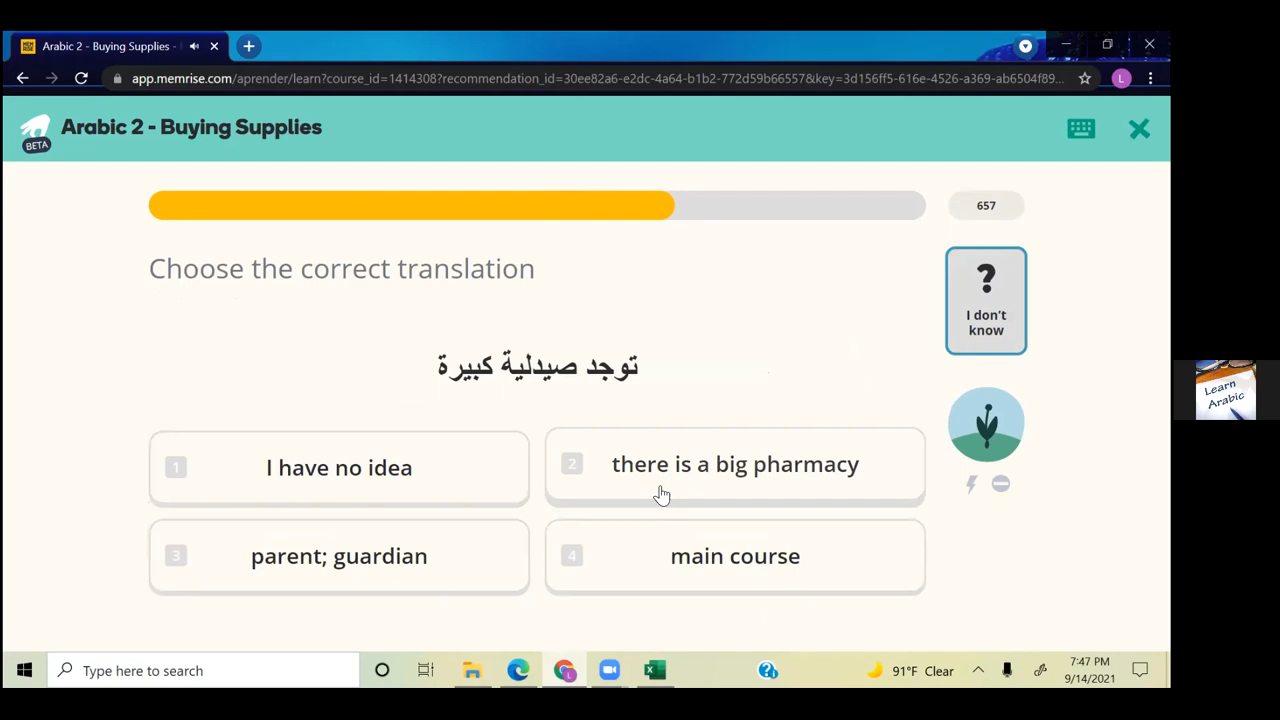 Arabic 2 - Buying Supplies -
app.memrise.com/aprender/learn?course_id=1414308?recommendation_id=30ee82a6-e2dc-4a64-b1b2-772d59b66557&key=3d156ff5-616e-4526-a369-ab6504f89...
L
BETA
Arabic 2 - Buying Supplies
657
Choose the correct translation
?
I don't
know
توجد صيدلية كبيرة
1 I have no idea
2 there is a big pharmacy
3 parent; guardian
4 main course
Learn
Arabic
Type here to search
91°F Clear
7:47 PM
9/14/2021